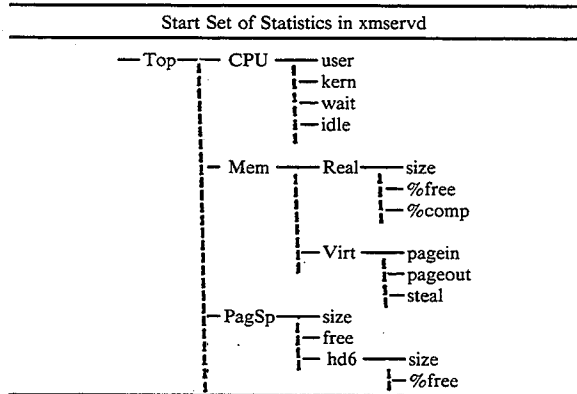 Start Set of Statistics in xmservd
Top CPU user
kern
wait
idle
Mem Real size
%free
%comp
Virt pagein
pageout
steal
PagSp size
free
hd6 size
%free